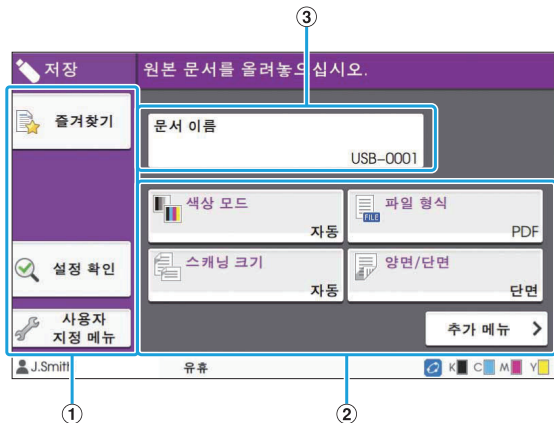 ③
저장
원본 문서를 올려놓으십시오.
즐겨찾기
문서 이름
USB-0001
색상 모드
자동
파일 형식
FILE
PDF
스캐닝 크기
자동
양면/단면
단면
설정 확인
사용자
지정 메뉴
추가 메뉴
J.Smith
유휴
K C M Y
① ②